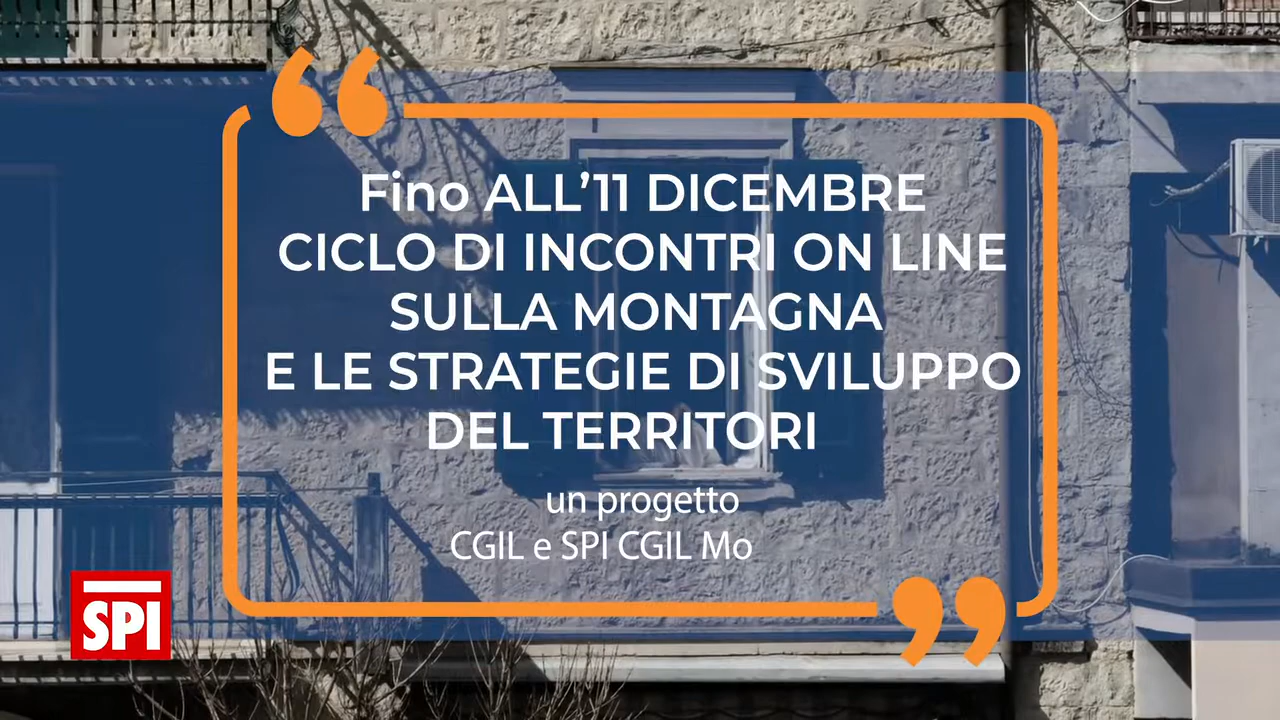 Fino ALL’11 DICEMBRE
CICLO DI INCONTRI ON LINE
SULLA MONTAGNA
E LE STRATEGIE DI SVILUPPO
DEL TERRITORI
un progetto
CGIL e SPI CGIL Mo
SPI